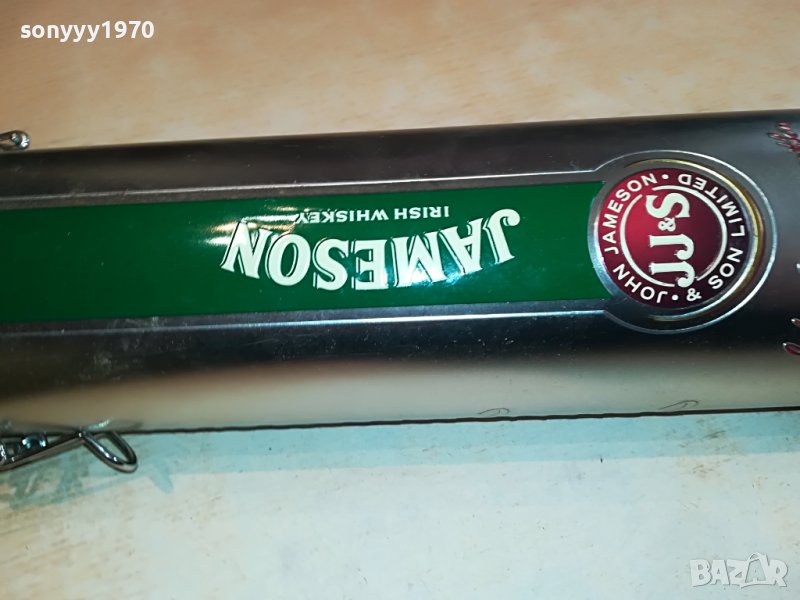 sonyyy1970
JAMESON
IRISH WHISKEY
JOHN JAMESON
& SON LIMITED
JJ&S
BAZAR